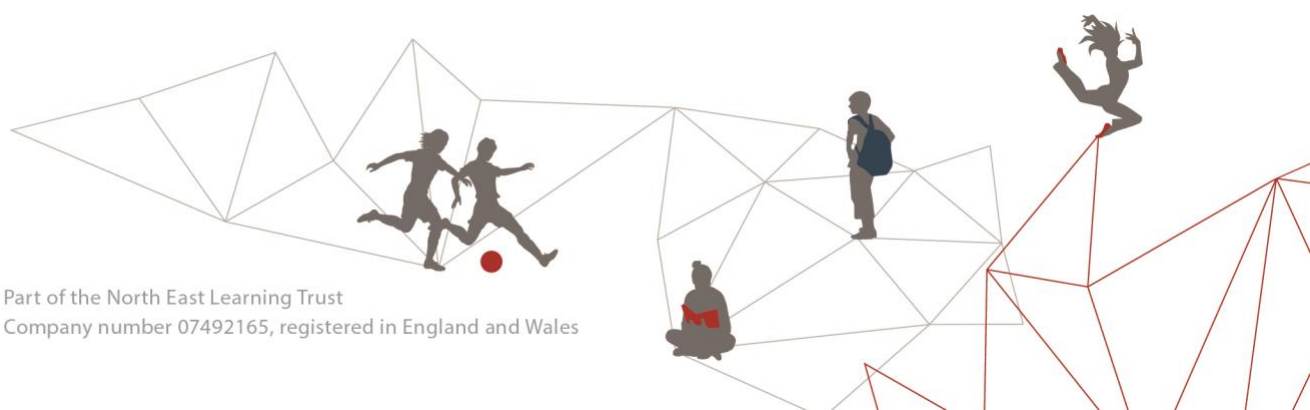 Part of the North East Learning Trust
Company number 07492165, registered in England and Wales